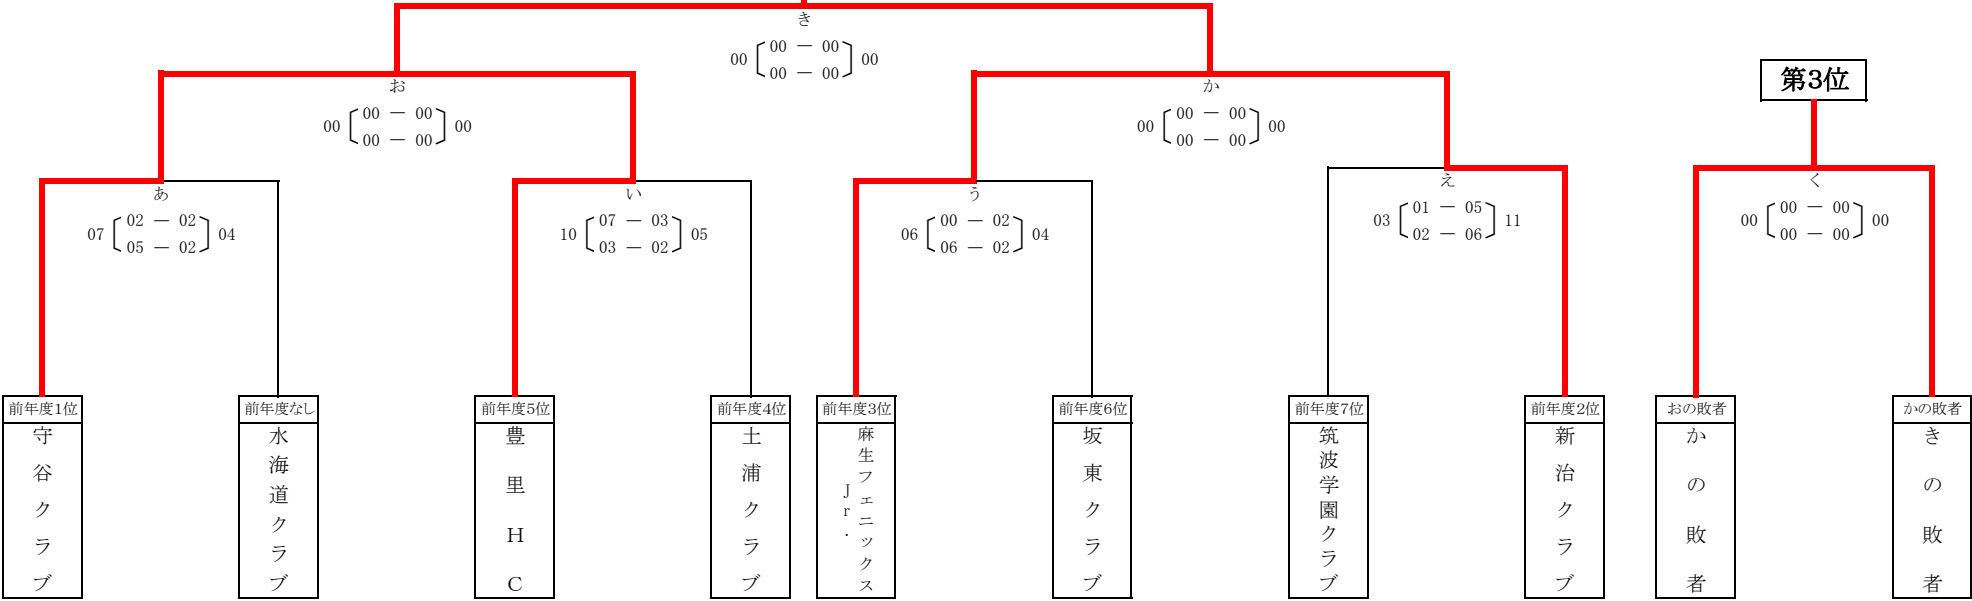 き
00 00 － 00 00
00 － 00
お
00 00 － 00 00
00 － 00
か
00 00 － 00 00
00 － 00
第3位
あ
07 02 － 02 04
05 － 02
い
10 07 － 03 05
03 － 02
う
06 00 － 02 04
06 － 02
え
03 01 － 05 11
02 － 06
く
00 00 － 00 00
00 － 00
前年度1位
守谷クラブ
前年度なし
水海道クラブ
前年度5位
豊里HC
前年度4位
土浦クラブ
前年度3位
麻生フェニックス
Jr.
前年度6位
坂東クラブ
前年度7位
筑波学園クラブ
前年度2位
新治クラブ
おの敗者
かの敗者
かの敗者
きの敗者